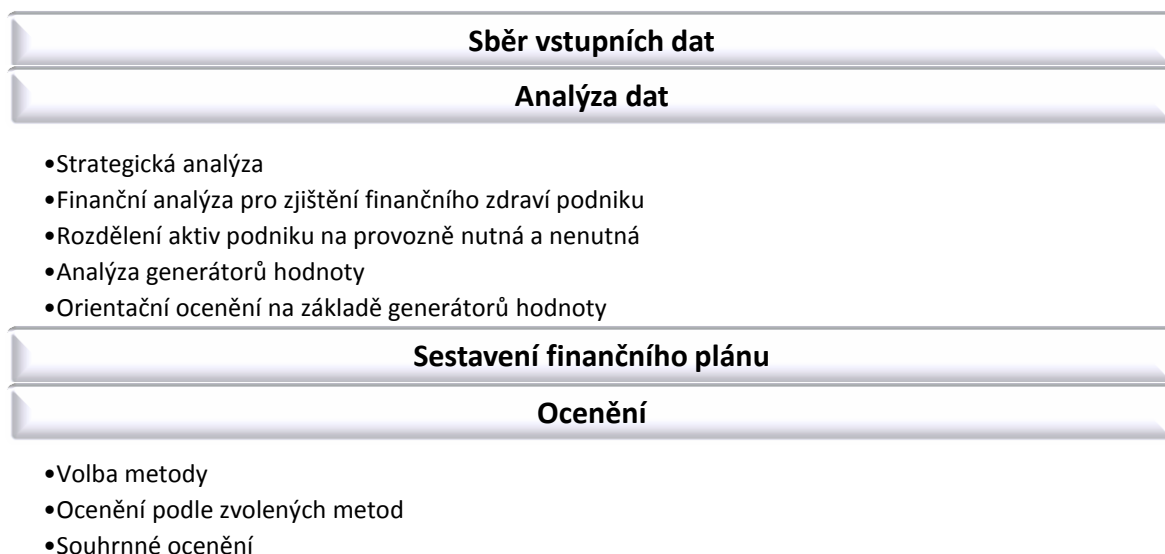 Sběr vstupních dat
Analýza dat
•Strategická analýza
•Finanční analýza pro zjištění finančního zdraví podniku
•Rozdělení aktiv podniku na provozně nutná a nenutná
•Analýza generátorů hodnoty
•Orientační ocenění na základě generátorů hodnoty
Sestavení finančního plánu
Ocenění
•Volba metody
•Ocenění podle zvolených metod
•Souhrnné ocenění